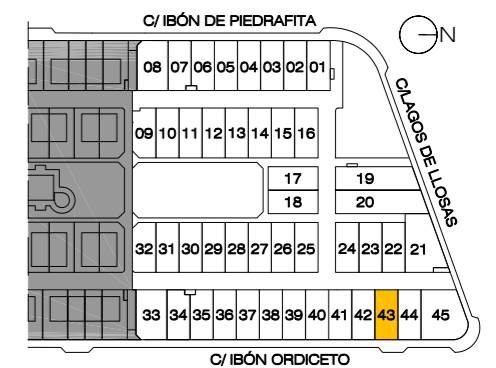 C/ IBÓN DE PIEDRAFITA
N
08 07 06 05 04 03 02 01
C/LAGOS DE LLOSAS
09 10 11 12 13 14 15 16
17
19
18
20
32 31 30 29 28 27 26 25
24 23 22 21
33 34 35 36 37 38 39 40 41 42 43 44 45
C/ IBÓN ORDICETO